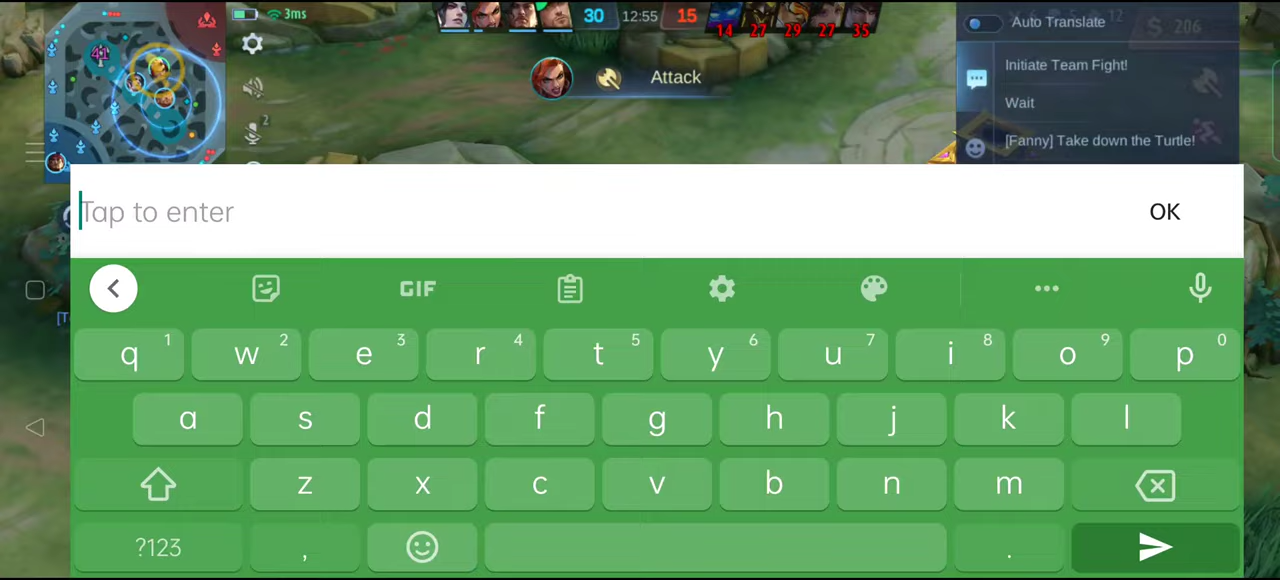 3ms
30 12:55 15
14 27 29 27 35
Auto Translate
$ 206
Attack
Initiate Team Fight!
Wait
2
[Fanny] Take down the Turtle!
Tap to enter
OK
GIF
q 1 w 2 e 3 r 4 t 5 y 6 u 7 i 8 o 9 p 0
a s d f g h j k l
z x c v b n m
?123 , .